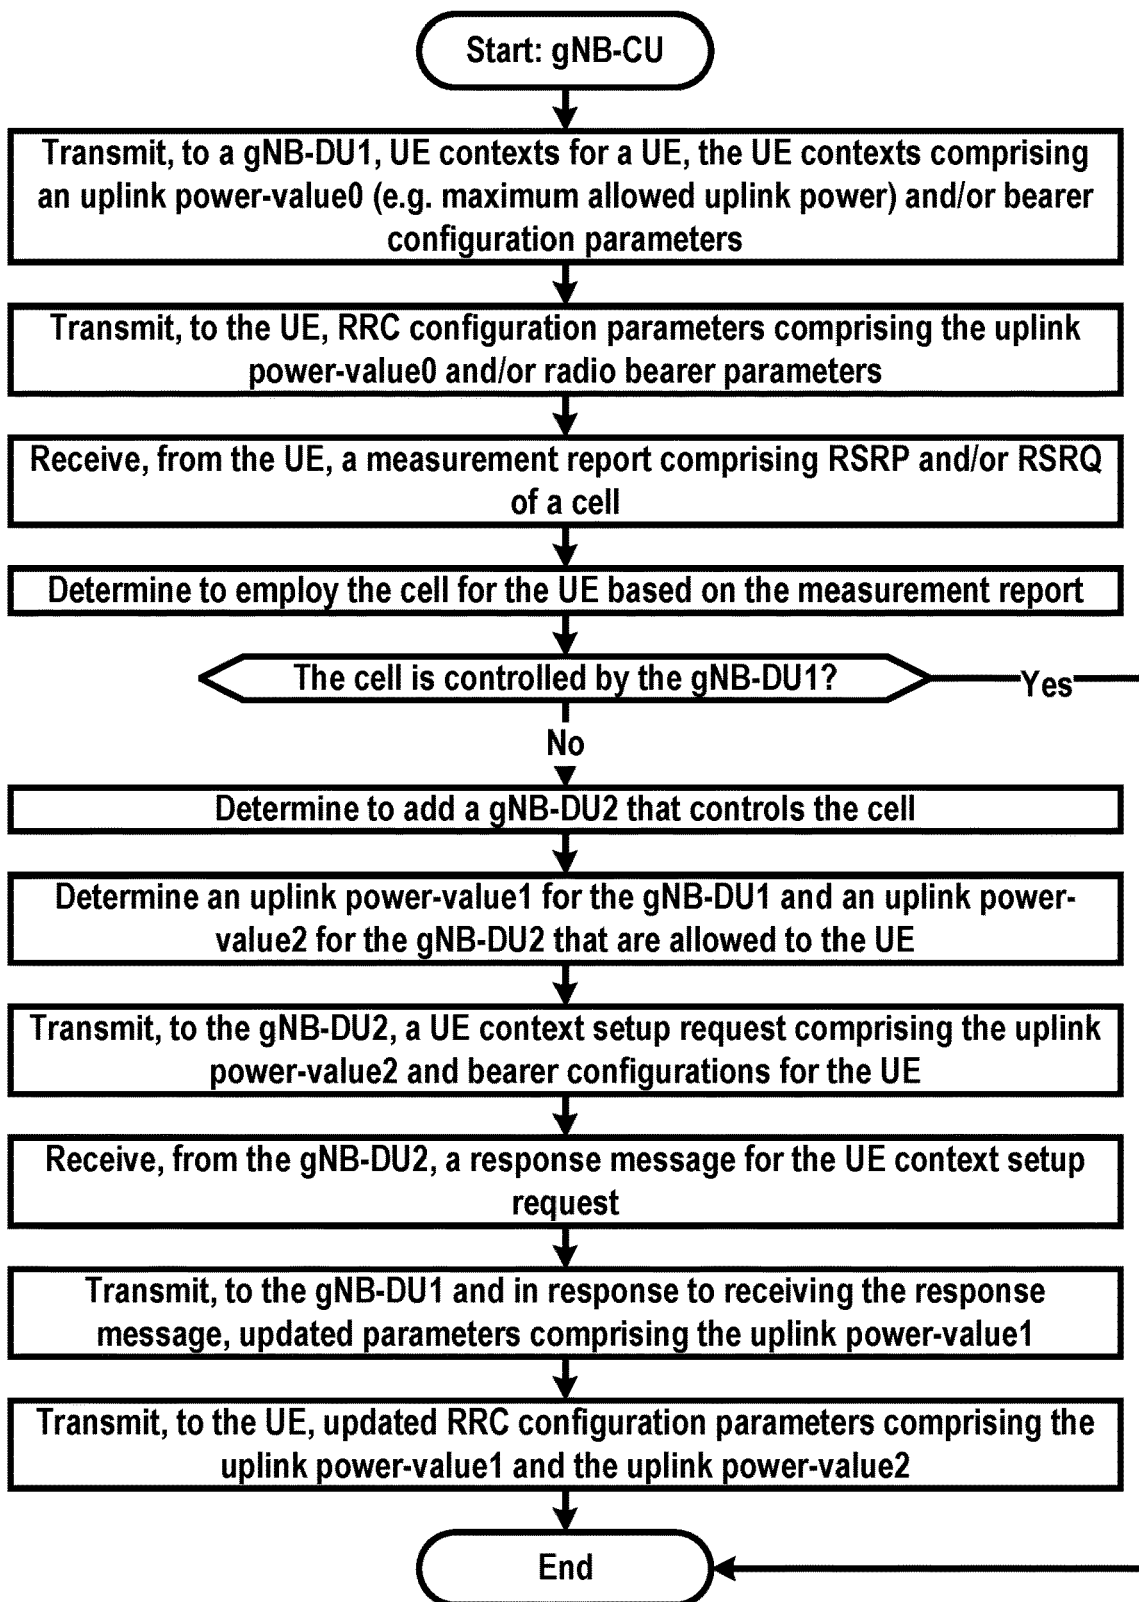 Start: gNB-CU
Transmit, to a gNB-DU1, UE contexts for a UE, the UE contexts comprising
an uplink power-value0 (e.g. maximum allowed uplink power) and/or bearer
configuration parameters
Transmit, to the UE, RRC configuration parameters comprising the uplink
power-value0 and/or radio bearer parameters
Receive, from the UE, a measurement report comprising RSRP and/or RSRQ
of a cell
Determine to employ the cell for the UE based on the measurement report
The cell is controlled by the gNB-DU1?
Yes
No
Determine to add a gNB-DU2 that controls the cell
Determine an uplink power-value1 for the gNB-DU1 and an uplink power-
value2 for the gNB-DU2 that are allowed to the UE
Transmit, to the gNB-DU2, a UE context setup request comprising the uplink
power-value2 and bearer configurations for the UE
Receive, from the gNB-DU2, a response message for the UE context setup
request
Transmit, to the gNB-DU1 and in response to receiving the response
message, updated parameters comprising the uplink power-value1
Transmit, to the UE, updated RRC configuration parameters comprising the
uplink power-value1 and the uplink power-value2
End